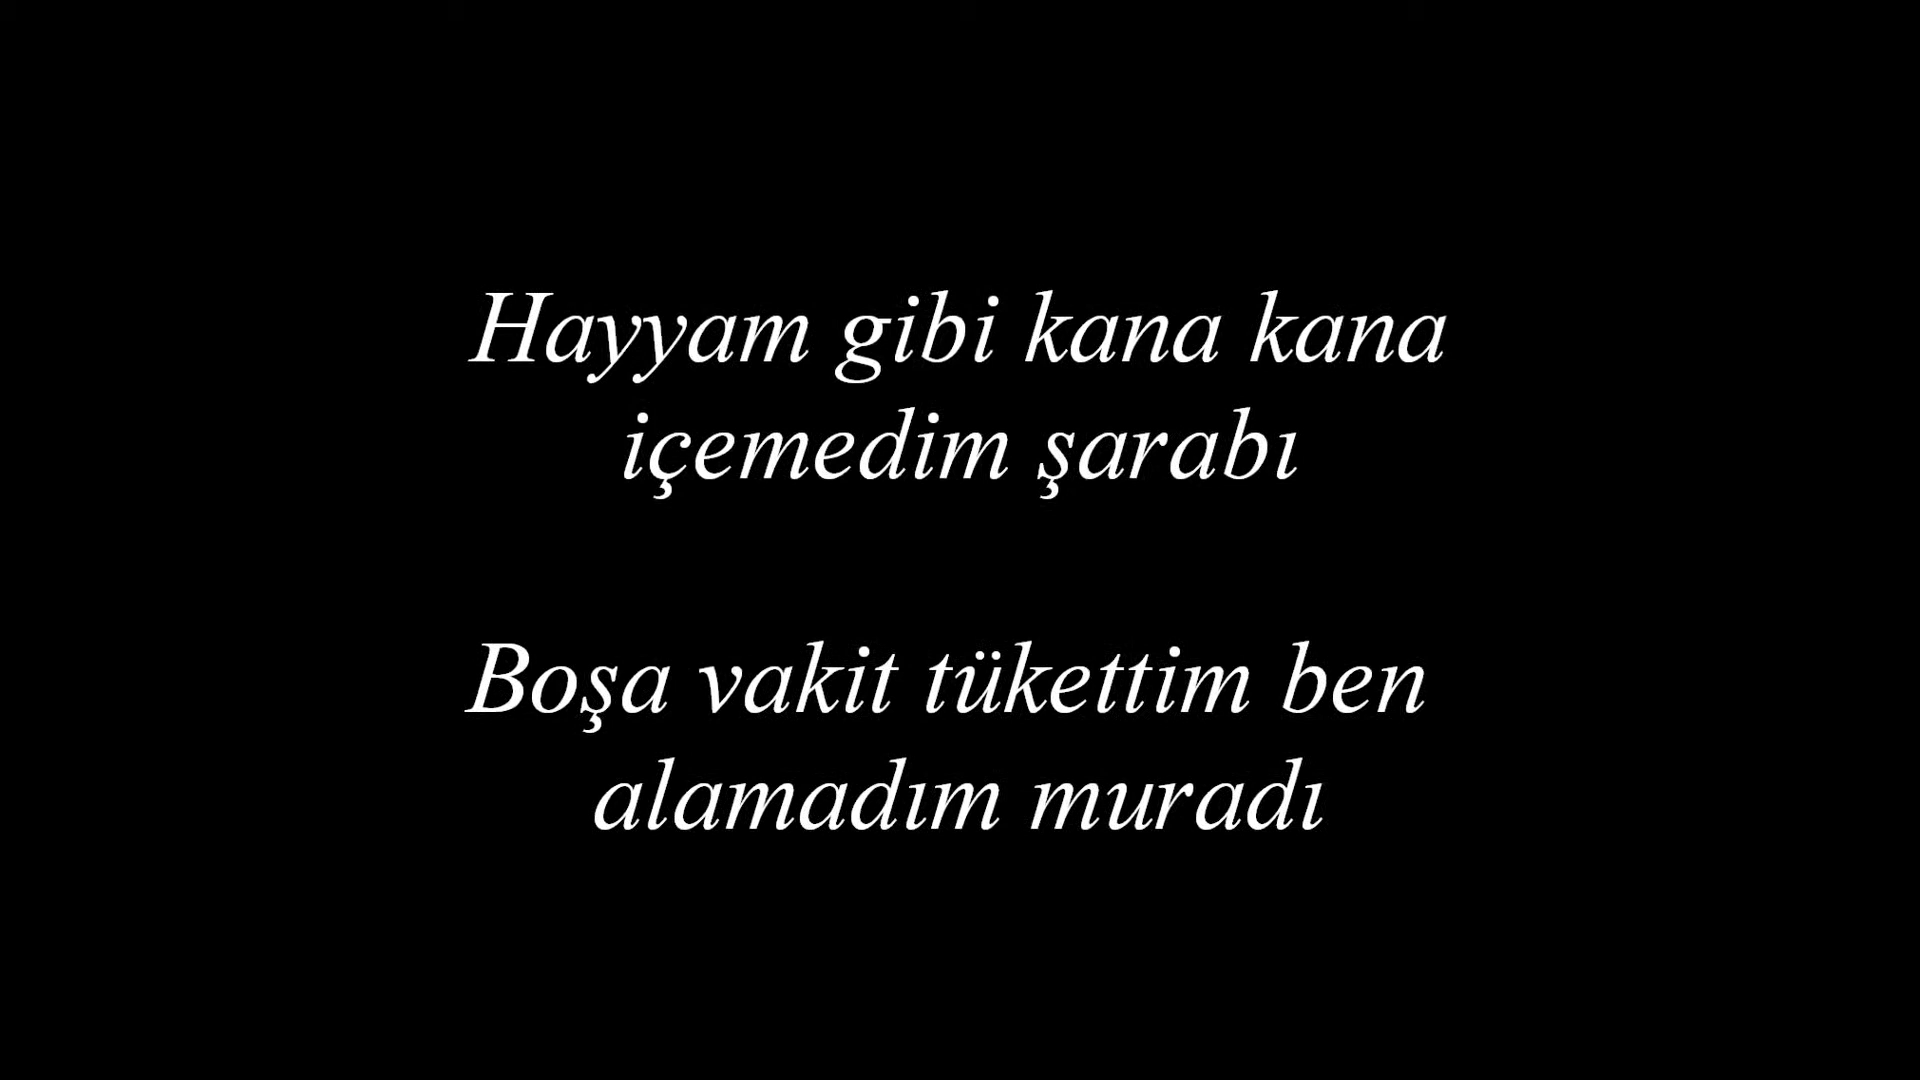 Hayyam gibi kana kana
içemedim şarabı
Boşa vakit tükettim ben
alamadım muradı